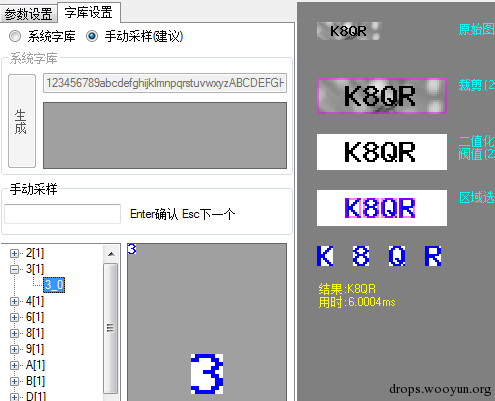 参数设置 字库设置
系统字库 手动采样(建议)
系统字库
生成
123456789abcdefghijklmnpqrstuvwxyzABCDEFGH
手动采样
Enter确认 Esc下一个
2[1]
3[1]
3_0
4[1]
6[1]
8[1]
9[1]
A[1]
B[1]
D[1]
3
3
K8QR
原始图
K8QR
裁剪(2
K8QR
二值化
阀值(2
K8QR
区域选
K 8 Q R
结果:K8QR
用时:6.0004ms
drops.wooyun.org